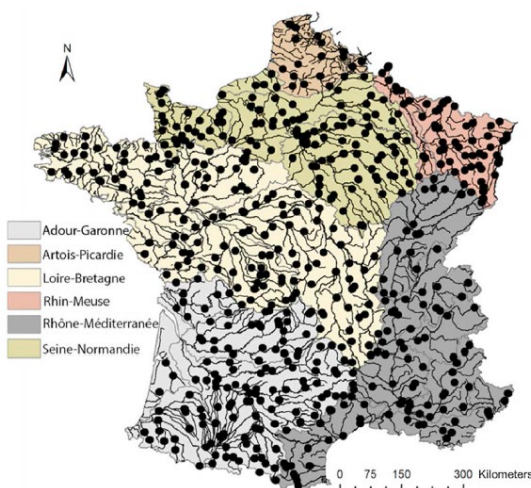 N
Adour-Garonne
Artois-Picardie
Loire-Bretagne
Rhin-Meuse
Rhône-Méditerranée
Seine-Normandie
0 75 150 300 Kilometers